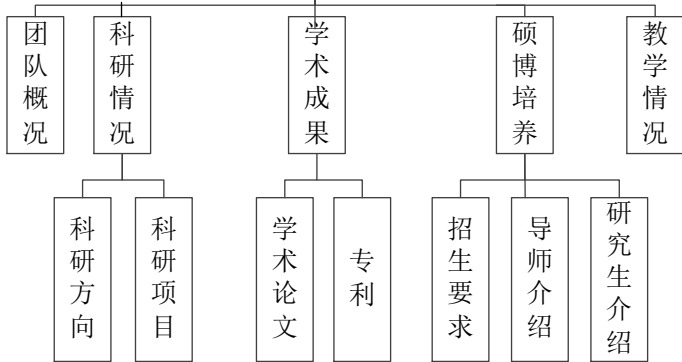 团队概况
科研情况
学术成果
硕博培养
教学情况
科研方向
科研项目
学术论文
专利
招生要求
导师介绍
研究生介绍